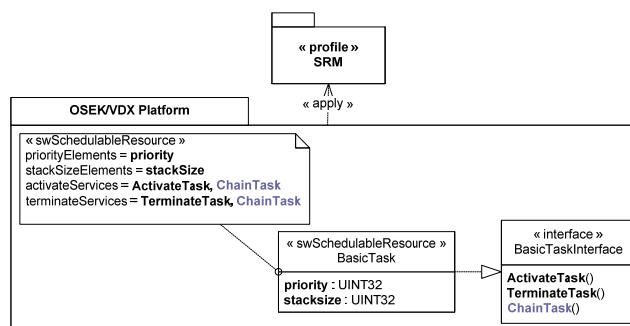 « profile »
SRM
« apply »
OSEK/VDX Platform
« swSchedulableResource »
priorityElements = priority
stackSizeElements = stackSize
activateServices = ActivateTask, ChainTask
terminateServices = TerminateTask, ChainTask
« swSchedulableResource »
BasicTask
priority : UINT32
stacksize : UINT32
« interface »
BasicTaskInterface
ActivateTask()
TerminateTask()
ChainTask()